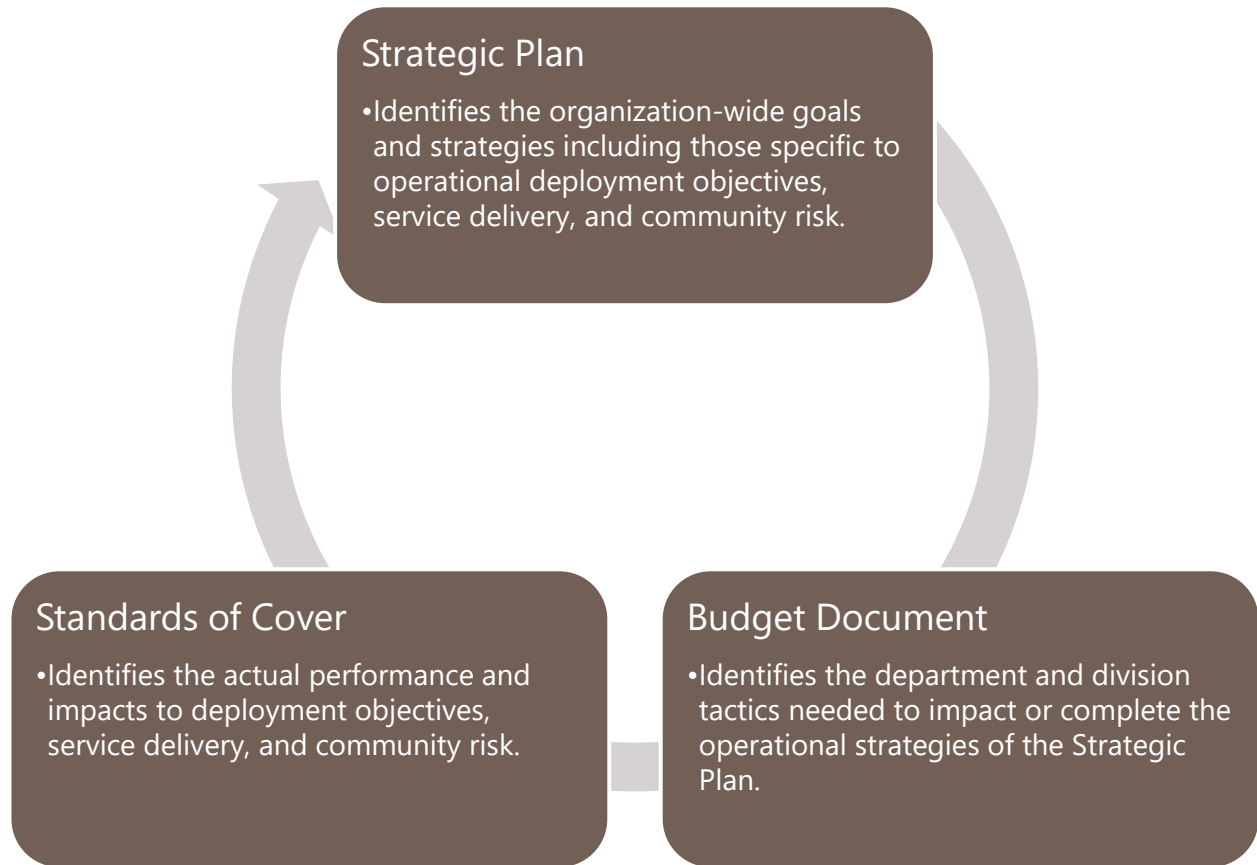 Strategic Plan
•Identifies the organization-wide goals
and strategies including those specific to
operational deployment objectives,
service delivery, and community risk.
Standards of Cover
•Identifies the actual performance and
impacts to deployment objectives,
service delivery, and community risk.
Budget Document
•Identifies the department and division
tactics needed to impact or complete the
operational strategies of the Strategic
Plan.